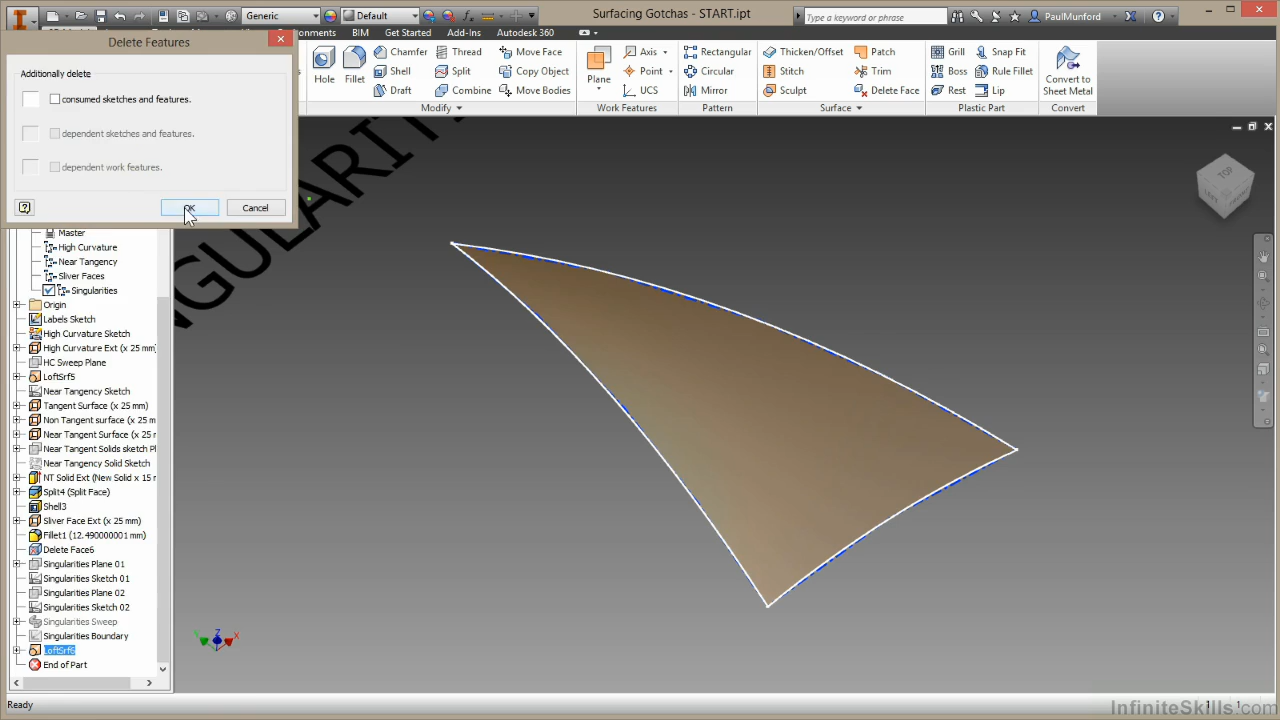 Generic
Default
Surfacing Gotchas - START.ipt
Type a keyword or phrase
PaulMunford
BIM
Get Started
Add-Ins
Autodesk 360
Delete Features
Additionally delete
consumed sketches and features.
dependent sketches and features.
dependent work features.
OK
Cancel
Hole
Fillet
Chamfer
Shell
Draft
Thread
Split
Combine
Move Face
Copy Object
Move Bodies
Modify
Plane
Axis
Point
UCS
Work Features
Rectangular
Circular
Mirror
Pattern
Thicken/Offset
Stitch
Sculpt
Patch
Trim
Delete Face
Surface
Grill
Boss
Rest
Snap Fit
Rule Fillet
Lip
Plastic Part
Convert to
Sheet Metal
Convert
TOP
Master
High Curvature
Near Tangency
Sliver Faces
Singularities
Origin
Labels Sketch
High Curvature Sketch
High Curvature Ext (x 25 mm)
HC Sweep Plane
LoftSrf5
Near Tangency Sketch
Tangent Surface (x 25 mm)
Non Tangent surface (x 25 m
Near Tangent Surface (x 25 m
Near Tangent Solids sketch Pl
Near Tangency Solid Sketch
NT Solid Ext (New Solid x 15 m
Split4 (Split Face)
Shell3
Sliver Face Ext (x 25 mm)
Fillet1 (12.490000001 mm)
Delete Face6
Singularities Plane 01
Singularities Sketch 01
Singularities Plane 02
Singularities Sketch 02
Singularities Sweep
Singularities Boundary
LoftSrf6
End of Part
Z
X
Ready
1
1
InfiniteSkills.com